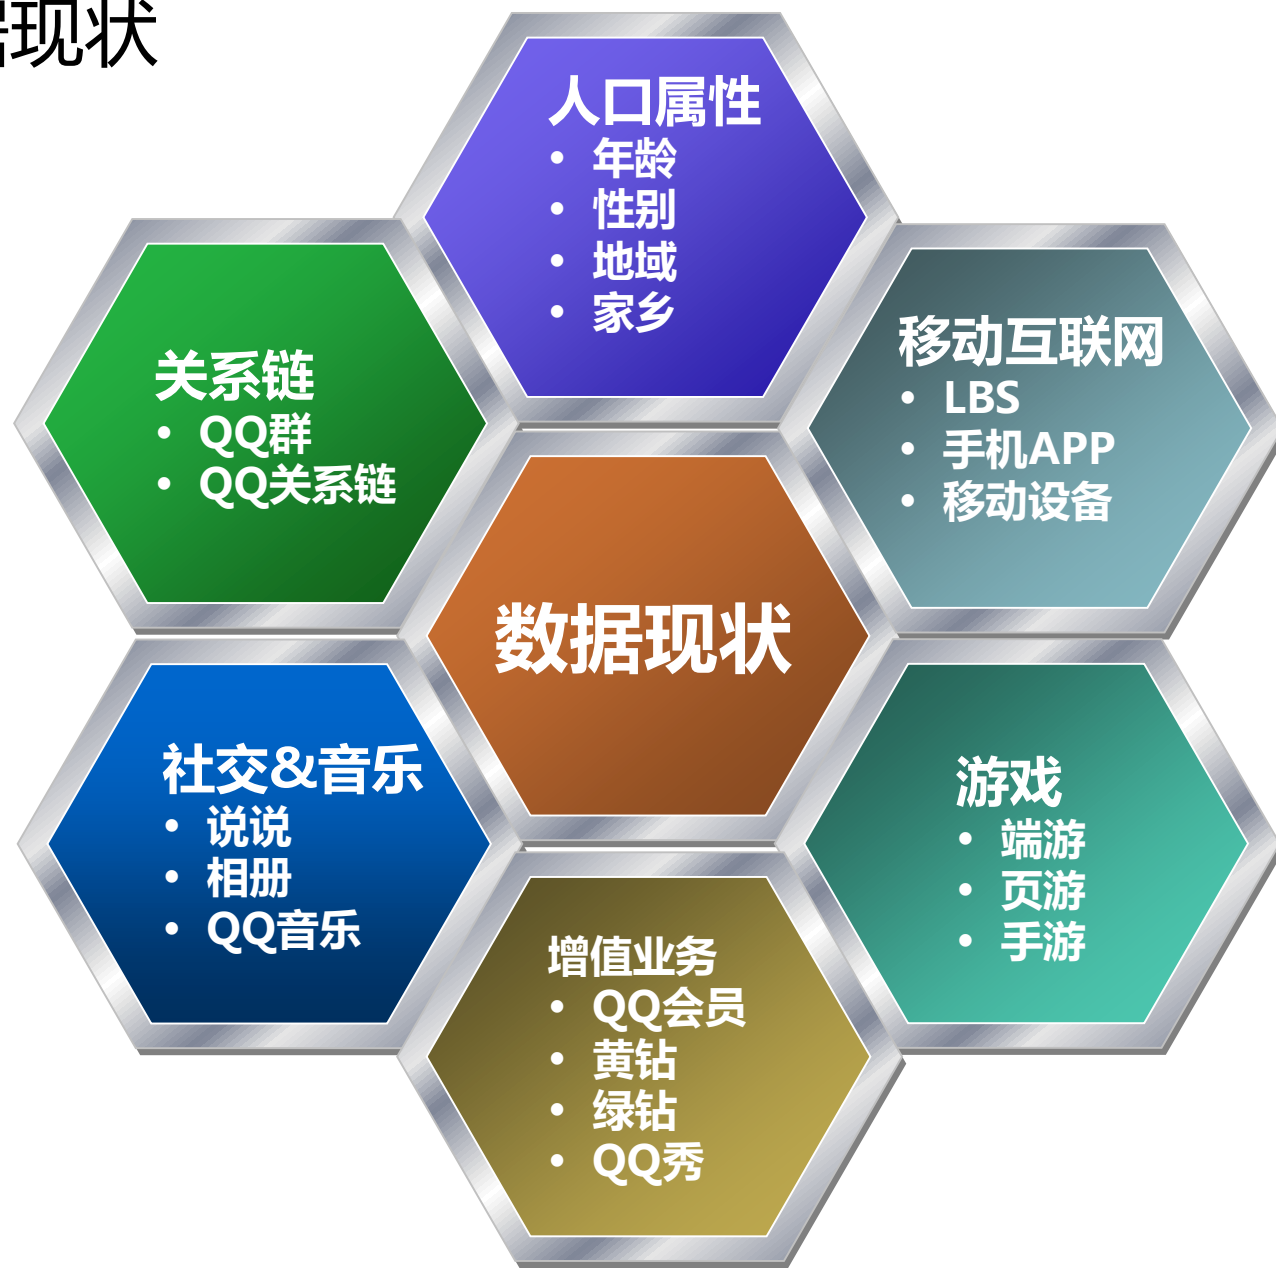 据现状
人口属性
• 年龄
• 性别
• 地域
• 家乡
关系链
• QQ群
• QQ关系链
移动互联网
• LBS
• 手机APP
• 移动设备
数据现状
社交&音乐
• 说说
• 相册
• QQ音乐
游戏
• 端游
• 页游
• 手游
增值业务
• QQ会员
• 黄钻
• 绿钻
• QQ秀